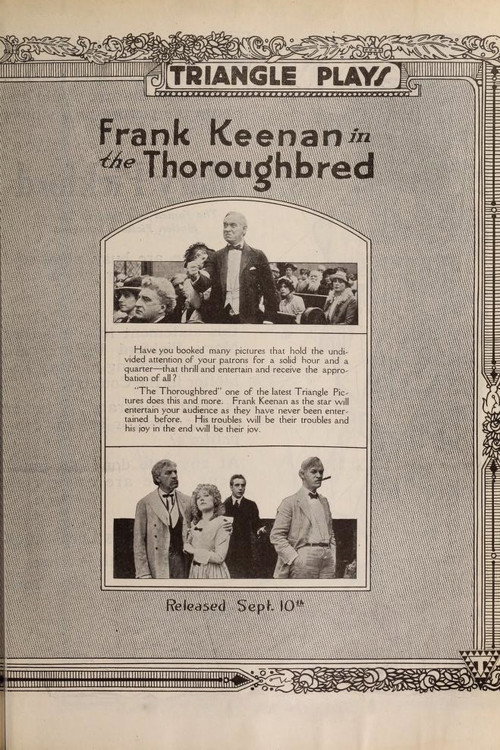 TRIANGLE PLAYS
Frank Keenan in
the Thoroughbred
Have you booked many pictures that hold the undi-
vided attention of your patrons for a solid hour and a
quarter—that thrill and entertain and receive the appro-
bation of all?
"The Thoroughbred" one of the latest Triangle Pic-
tures does this and more. Frank Keenan as the star will
entertain your audience as they have never been enter-
tained before. His troubles will be their troubles and
his joy in the end will be their joy.
Released Sept. 10th
T